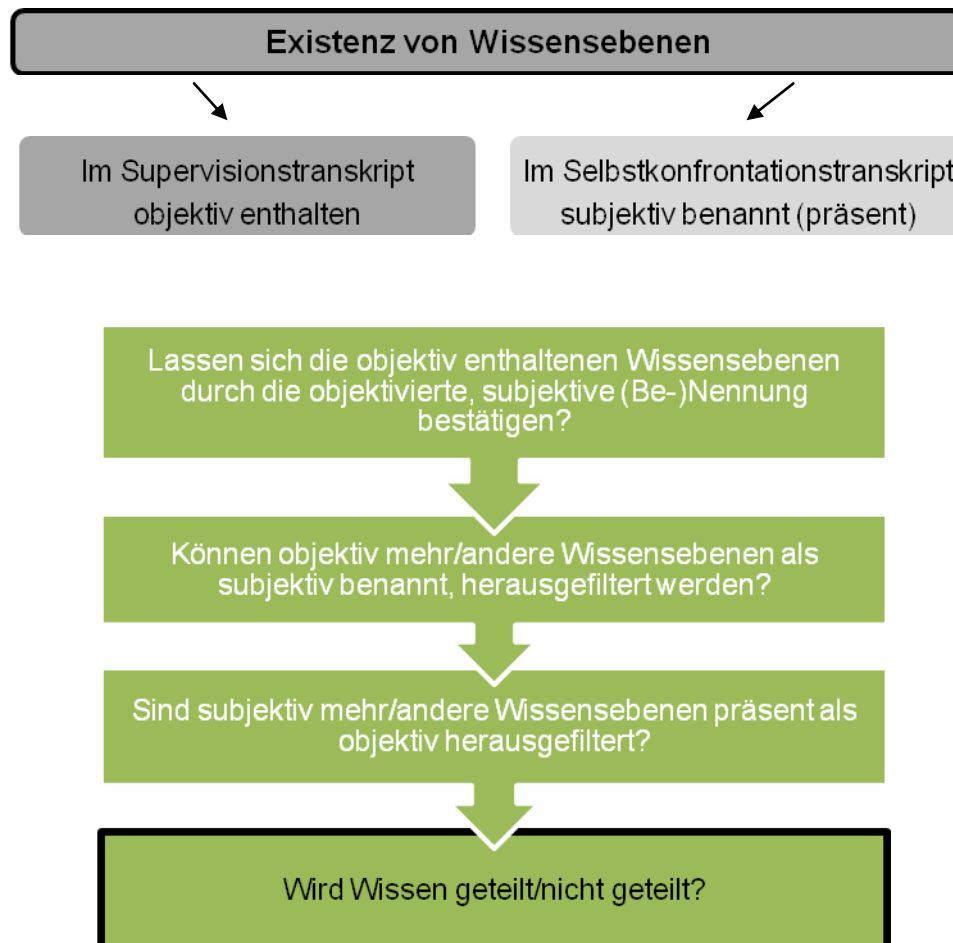 Existenz von Wissensebenen
Im Supervisionstranskript
objektiv enthalten
Im Selbstkonfrontationstranskript
subjektiv benannt (präsent)
Lassen sich die objektiv enthaltenen Wissensebenen
durch die objektivierte, subjektive (Be-)Nennung
bestätigen?
Können objektiv mehr/andere Wissensebenen als
subjektiv benannt, herausgefiltert werden?
Sind subjektiv mehr/andere Wissensebenen präsent als
objektiv herausgefiltert?
Wird Wissen geteilt/nicht geteilt?